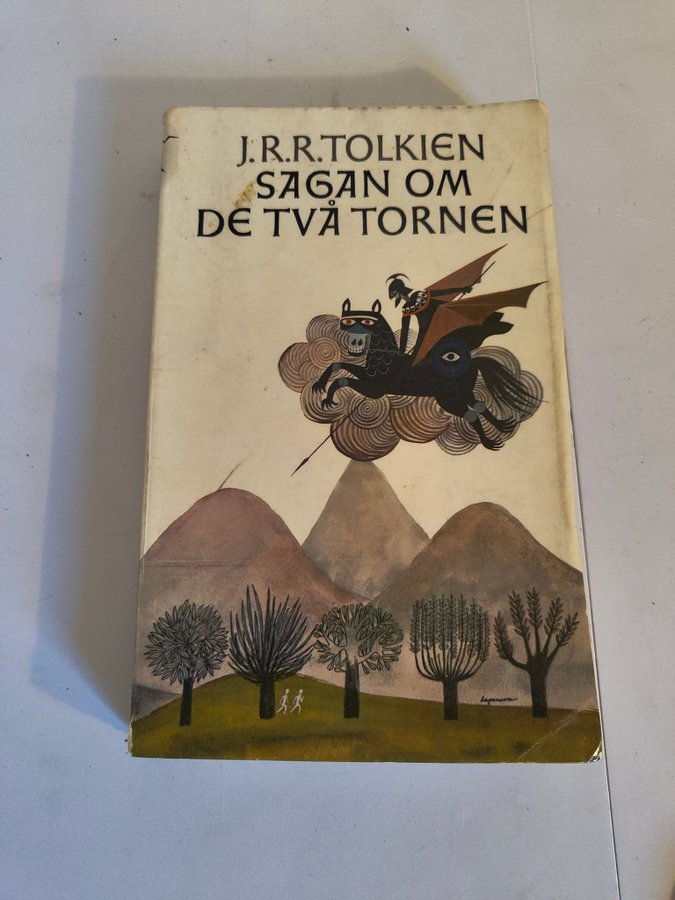 J.R.R.TOLKIEN
SAGAN OM
DE TVÅ TORNEN